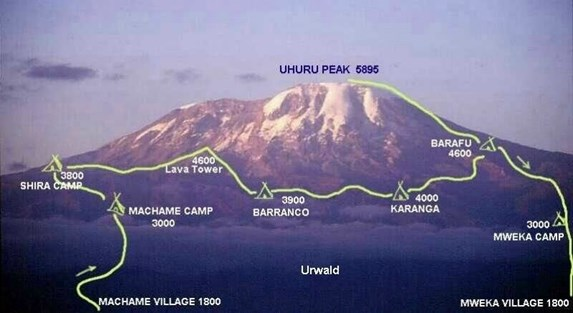 UHURU PEAK 5895
BARAFU
4600
4600
Lava Tower
3800
SHIRA CAMP
3900
BARRANCO
4000
KARANGA
MACHAME CAMP
3000
3000
MWEKA CAMP
Urwald
MACHAME VILLAGE 1800
MWEKA VILLAGE 1800